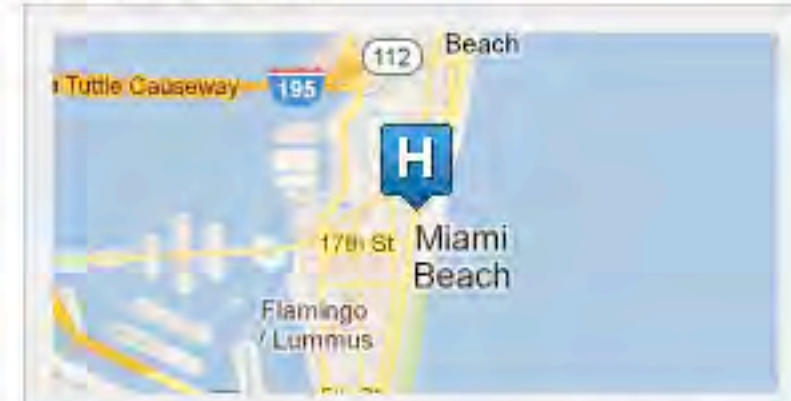 112
Beach
Tuttle Causeway
195
H
17th St
Miami
Beach
Flamingo
/ Lummus